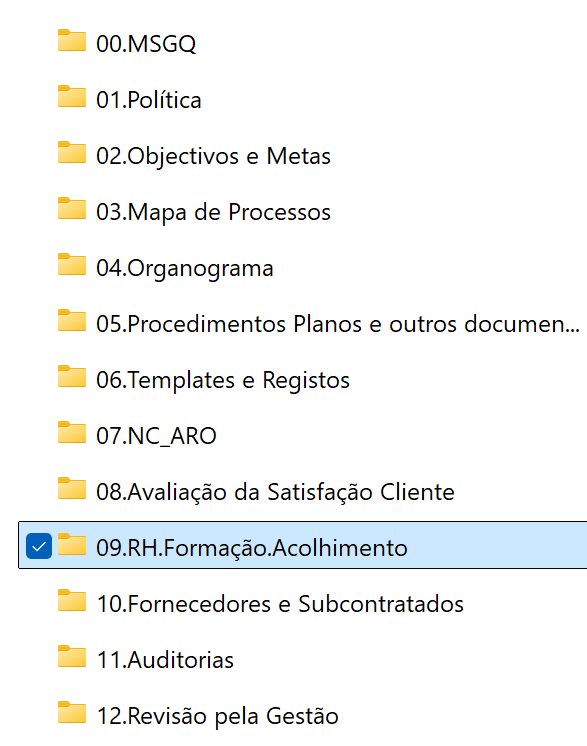 00.MSGQ
01.Política
02.Objectivos e Metas
03.Mapa de Processos
04.Organograma
05.Procedimentos Planos e outros documen...
06.Templates e Registos
07.NC_ARO
08.Avaliação da Satisfação Cliente
09.RH.Formação.Acolhimento
10.Fornecedores e Subcontratados
11.Auditorias
12.Revisão pela Gestão